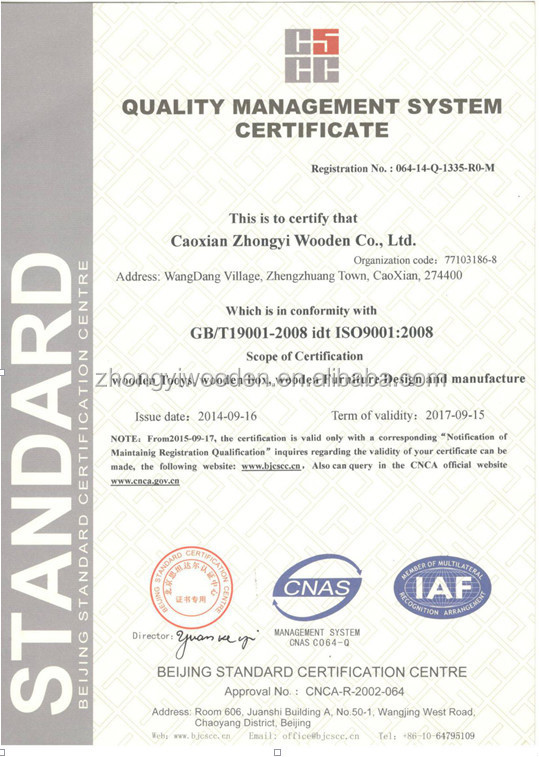 CSCC
QUALITY MANAGEMENT SYSTEM
CERTIFICATE
Registration No. : 064-14-Q-1335-R0-M
This is to certify that
Caoxian Zhongyi Wooden Co., Ltd.
Organization code: 77103186-8
Address: WangDang Village, Zhengzhuang Town, CaoXian, 274400
Which is in conformity with
GB/T19001-2008 idt ISO9001:2008
Scope of Certification
zhongyiwooden.en.alibaba.com
wooden Tooys, wooden box, wooden Furniture Design and manufacture
Issue date: 2014-09-16 Term of validity: 2017-09-15
NOTE: From2015-09-17, the certification is valid only with a corresponding "Notification of
Maintainig Registration Qualification" inquires regarding the validity of your certificate can be
made, the following website: www.bjcscc.cn . Also can query in the CNCA official website
www.cnca.gov.cn
STANDARD
BEIJING STANDARD CERTIFICATION CENTRE
BEIJING STANDARD CERTIFICATION CENTRE
证书专用
CNAS
MANAGEMENT SYSTEM
CNAS C064-Q
MEMBER OF MULTILATERAL
IAF
RECOGNITION ARRANGEMENT
Director:
BEIJING STANDARD CERTIFICATION CENTRE
Approval No. : CNCA-R-2002-064
Address: Room 606, Juanshi Building A, No.50-1, Wangjing West Road,
Chaoyang District, Beijing
Web: www.bjcscc.cn Email: office@bjcscc.cn Tel: +86-10-64795109